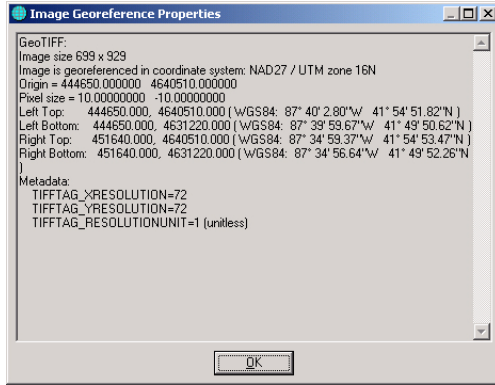 Image Georeference Properties
GeoTIFF:
Image size 699 x 929
Image is georeferenced in coordinate system: NAD27 / UTM zone 16N
Origin = 444650.000000  4640510.000000
Pixel size = 10.00000000  -10.00000000
Left Top:     444650.000, 4640510.000 ( WGS84:  87° 40' 2.80''W   41° 54' 51.82''N )
Left Bottom:   444650.000, 4631220.000 ( WGS84:  87° 39' 59.67''W   41° 49' 50.62''N )
Right Top:    451640.000, 4640510.000 ( WGS84:  87° 34' 59.37''W   41° 54' 53.47''N )
Right Bottom:  451640.000, 4631220.000 ( WGS84:  87° 34' 56.64''W   41° 49' 52.26''N
)
Metadata:
    TIFFTAG_XRESOLUTION=72
    TIFFTAG_YRESOLUTION=72
    TIFFTAG_RESOLUTIONUNIT=1 (unitless)
OK